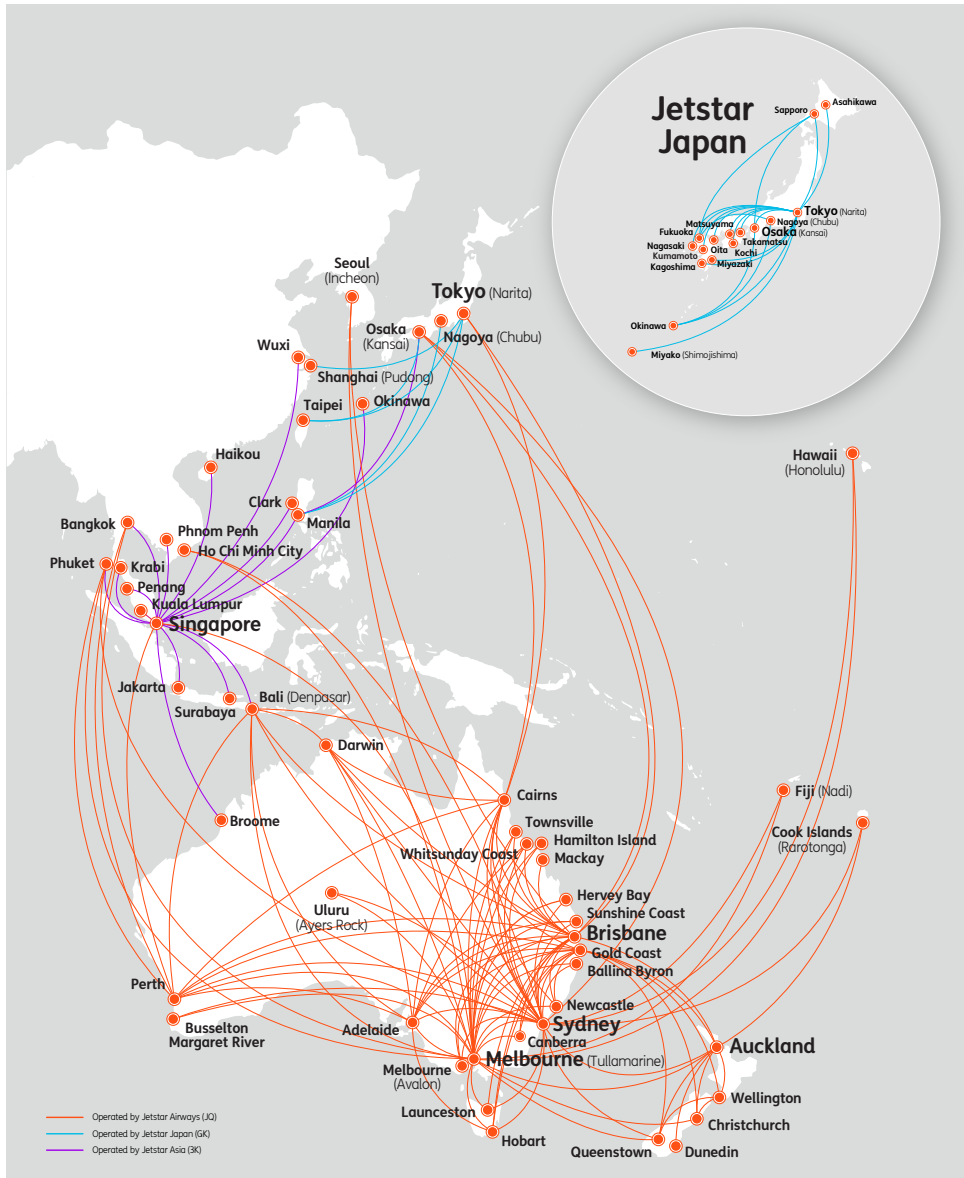 Jetstar
Japan
Asahikawa
Sapporo
Tokyo (Narita)
Nagoya (Chubu)
Matsuyama
Osaka (Kansai)
Fukuoka
Takamatsu
Nagasaki
Oita
Kochi
Kumamoto
Miyazaki
Kagoshima
Okinawa
Miyako (Shimojishima)
Seoul
(Incheon)
Tokyo (Narita)
Osaka
(Kansai)
Nagoya (Chubu)
Wuxi
Shanghai (Pudong)
Taipei
Okinawa
Hawaii
(Honolulu)
Haikou
Clark
Manila
Bangkok
Phnom Penh
Ho Chi Minh City
Phuket
Krabi
Penang
Kuala Lumpur
Singapore
Jakarta
Surabaya
Bali (Denpasar)
Darwin
Cairns
Fiji (Nadi)
Broome
Townsville
Hamilton Island
Whitsunday Coast
Mackay
Cook Islands
(Rarotonga)
Uluru
(Ayers Rock)
Hervey Bay
Sunshine Coast
Brisbane
Gold Coast
Ballina Byron
Perth
Busselton
Margaret River
Newcastle
Adelaide
Sydney
Canberra
Melbourne (Tullamarine)
Melbourne
(Avalon)
Auckland
Launceston
Wellington
Hobart
Christchurch
Queenstown
Dunedin
Operated by Jetstar Airways (JQ)
Operated by Jetstar Japan (GK)
Operated by Jetstar Asia (3K)